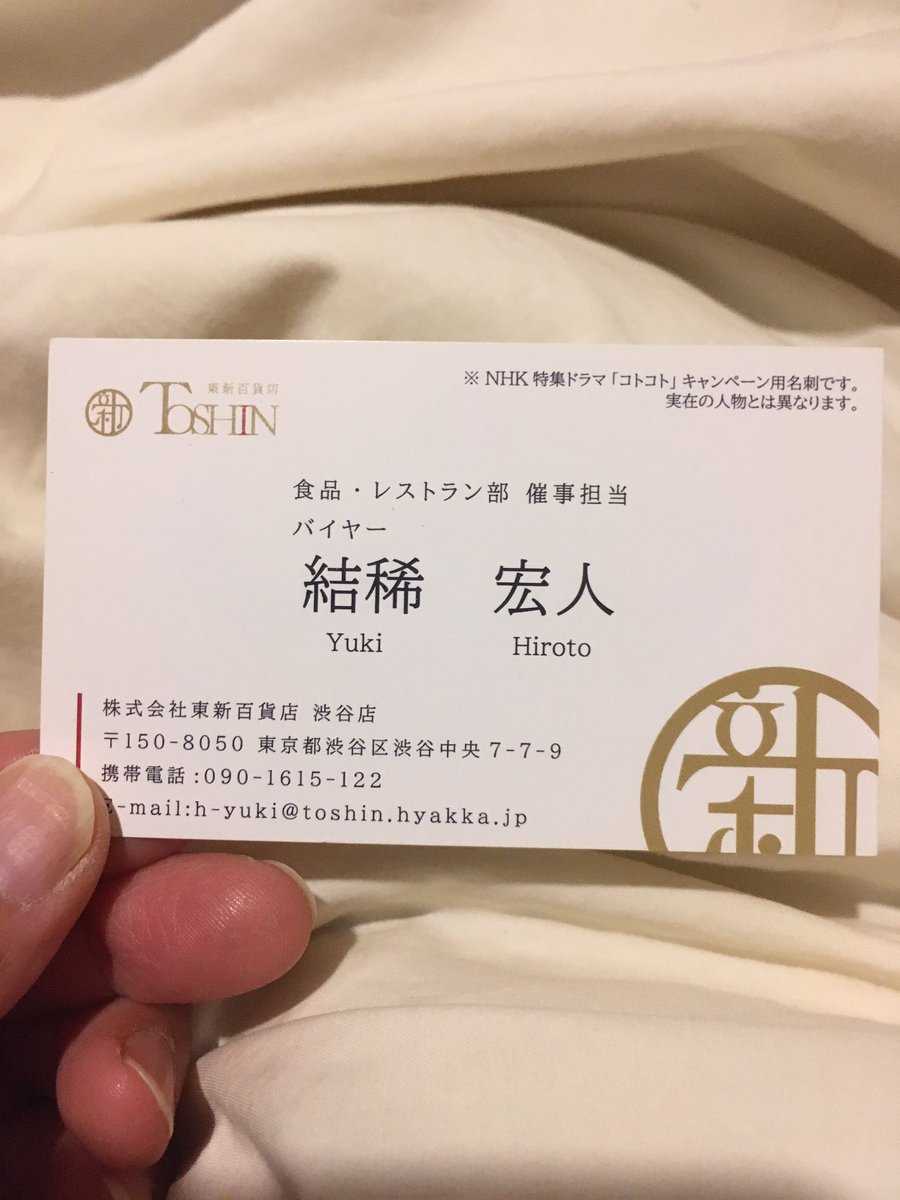 東新百貨店
TOSHIN
※ NHK 特集ドラマ「コトコト」キャンペーン用名刺です。
実在の人物とは異なります。
食品・レストラン部 催事担当
バイヤー
結稀 宏人
Yuki Hiroto
株式会社東新百貨店 渋谷店
〒150-8050 東京都渋谷区渋谷中央7-7-9
携帯電話:090-1615-122
E-mail:h-yuki@toshin.hyakka.jp